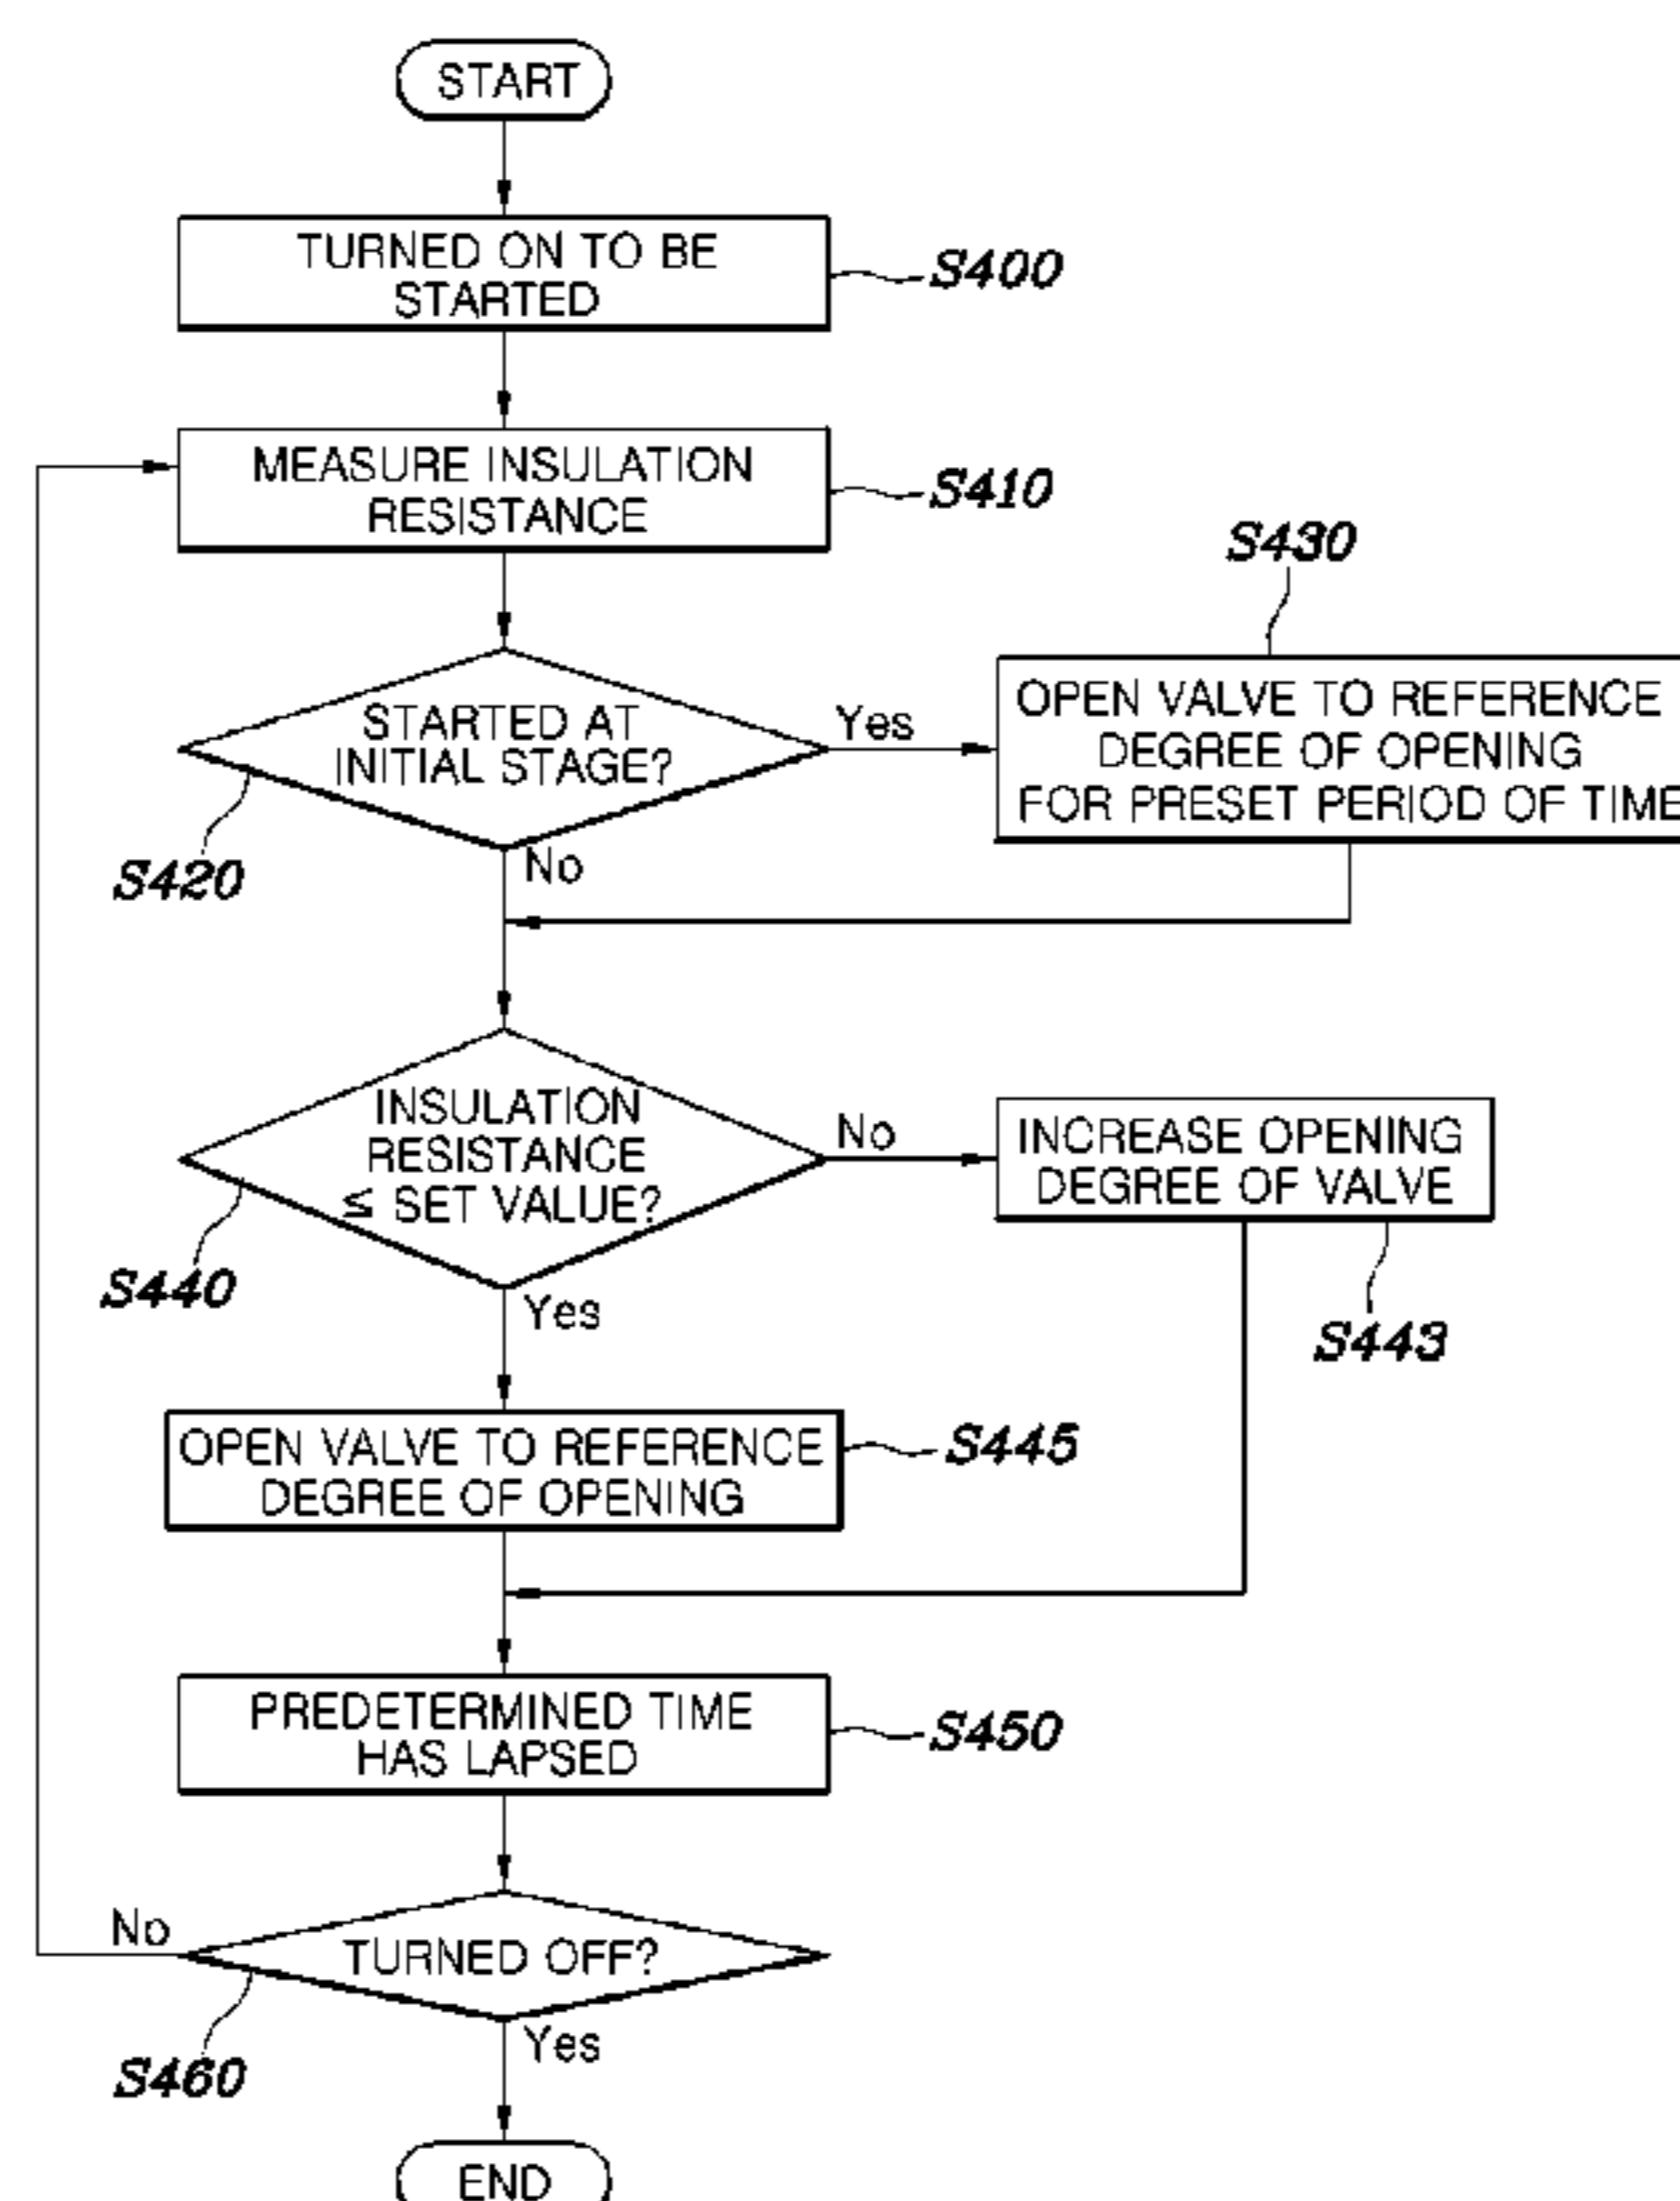 START
TURNED ON TO BE
STARTED
S400
MEASURE INSULATION
RESISTANCE
S410
S430
STARTED AT
INITIAL STAGE?
Yes
OPEN VALVE TO REFERENCE
DEGREE OF OPENING
FOR PRESET PERIOD OF TIME
S420
No
INSULATION
RESISTANCE
≦ SET VALUE?
No
INCREASE OPENING
DEGREE OF VALVE
S440
Yes
S443
OPEN VALVE TO REFERENCE
DEGREE OF OPENING
S445
PREDETERMINED TIME
HAS LAPSED
S450
No
TURNED OFF?
S460
Yes
END